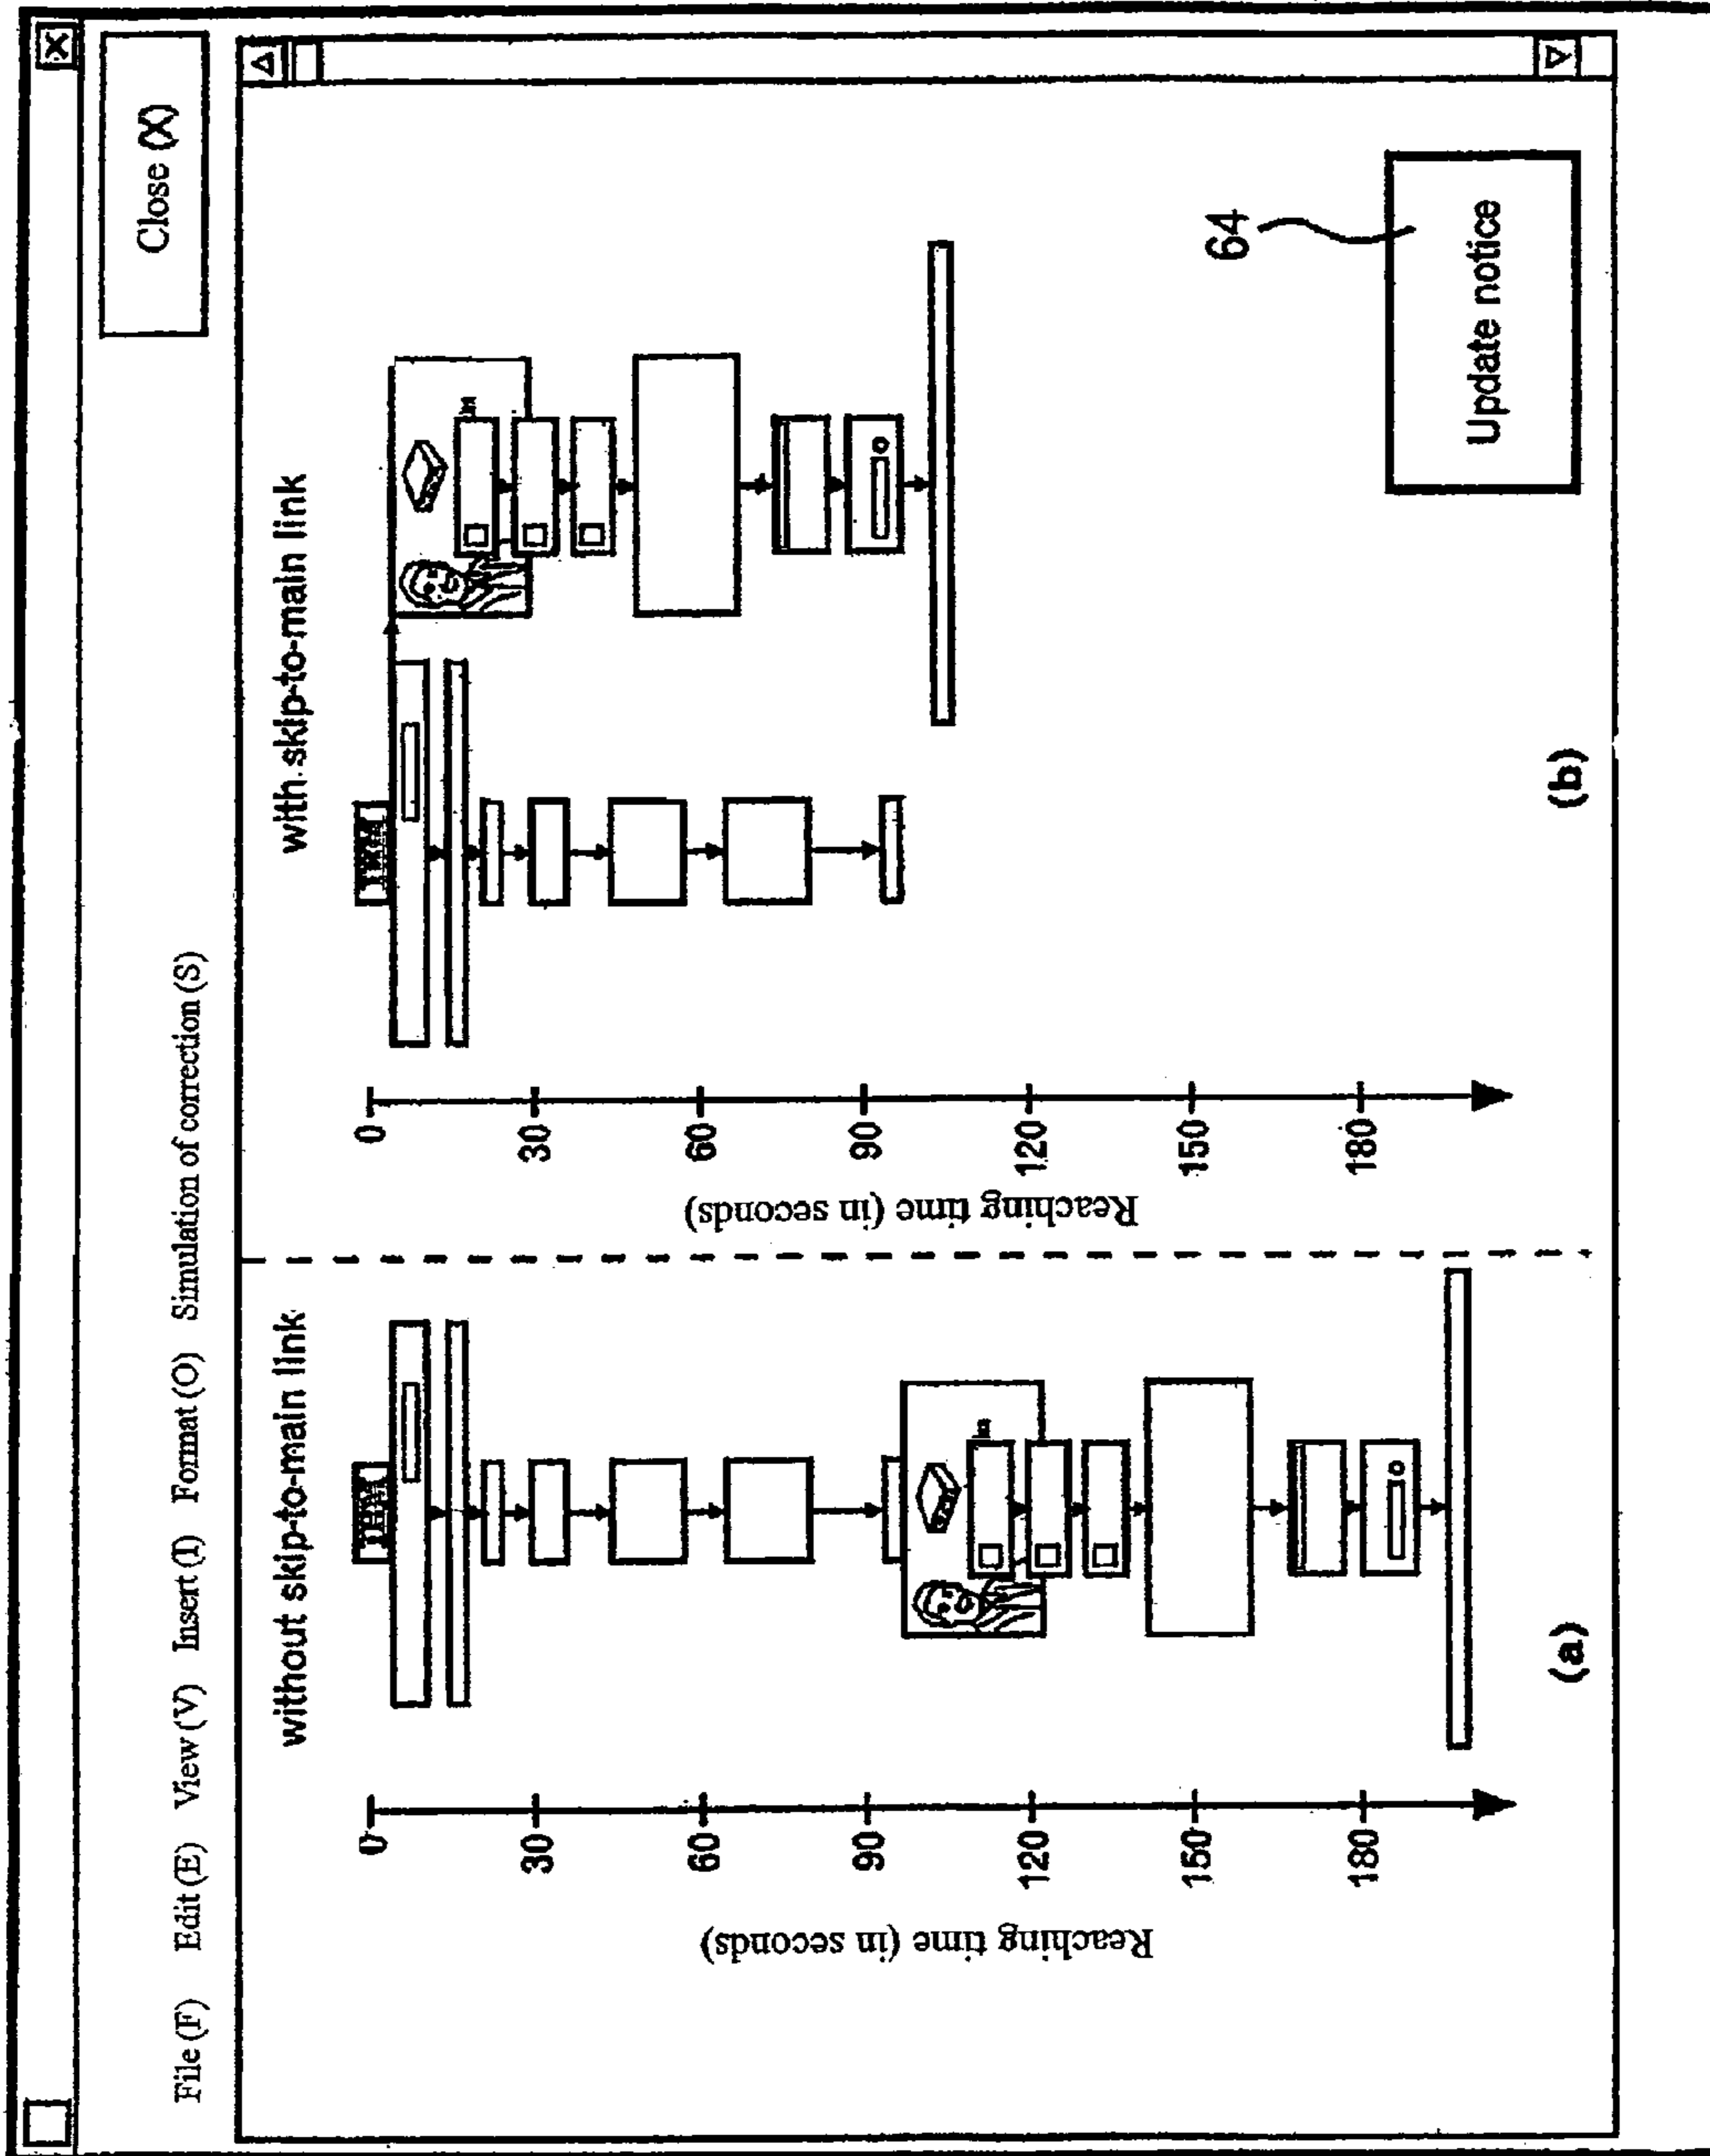 X
Close (X)
File (F) Edit (E) View (V) Insert (I) Format (O) Simulation of correction (S)
without skip-to-main link
with skip-to-main link
IBM
IBM
Reaching time (in seconds)
0
30
60
90
120
150
180
Reaching time (in seconds)
0
30
60
90
120
150
180
64
Update notice
(a)
(b)